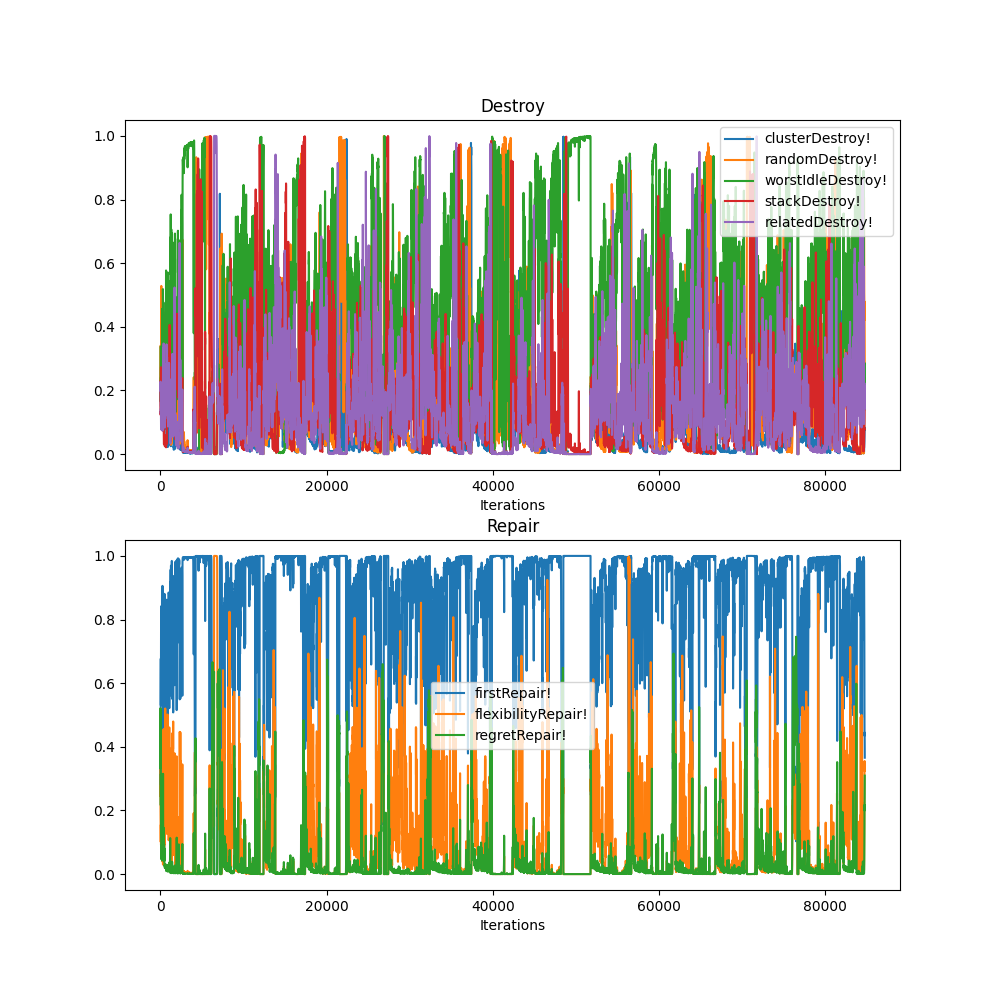 Destroy
1.0
0.8
0.6
0.4
0.2
0.0
clusterDestroy!
randomDestroy!
worstIdleDestroy!
stackDestroy!
relatedDestroy!
0 20000 40000 60000 80000
Iterations
Repair
1.0
0.8
0.6
0.4
0.2
0.0
firstRepair!
flexibilityRepair!
regretRepair!
0 20000 40000 60000 80000
Iterations